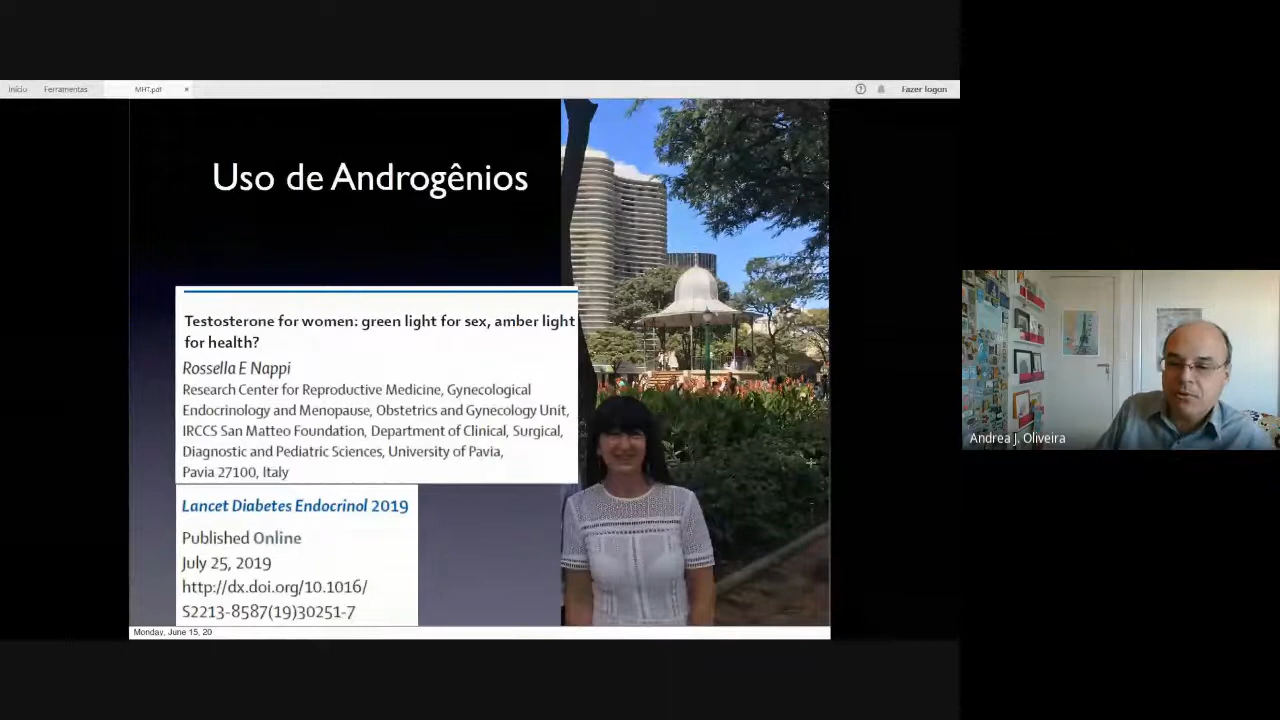 Início Ferramentas MHT.pdf × ? Fazer logon
Uso de Androgênios
Testosterone for women: green light for sex, amber light
for health?
Rossella E Nappi
Research Center for Reproductive Medicine, Gynecological
Endocrinology and Menopause, Obstetrics and Gynecology Unit,
IRCCS San Matteo Foundation, Department of Clinical, Surgical,
Diagnostic and Pediatric Sciences, University of Pavia,
Pavia 27100, Italy
Lancet Diabetes Endocrinol 2019
Published Online
July 25, 2019
http://dx.doi.org/10.1016/
S2213-8587(19)30251-7
Monday, June 15, 20
Andrea J. Oliveira